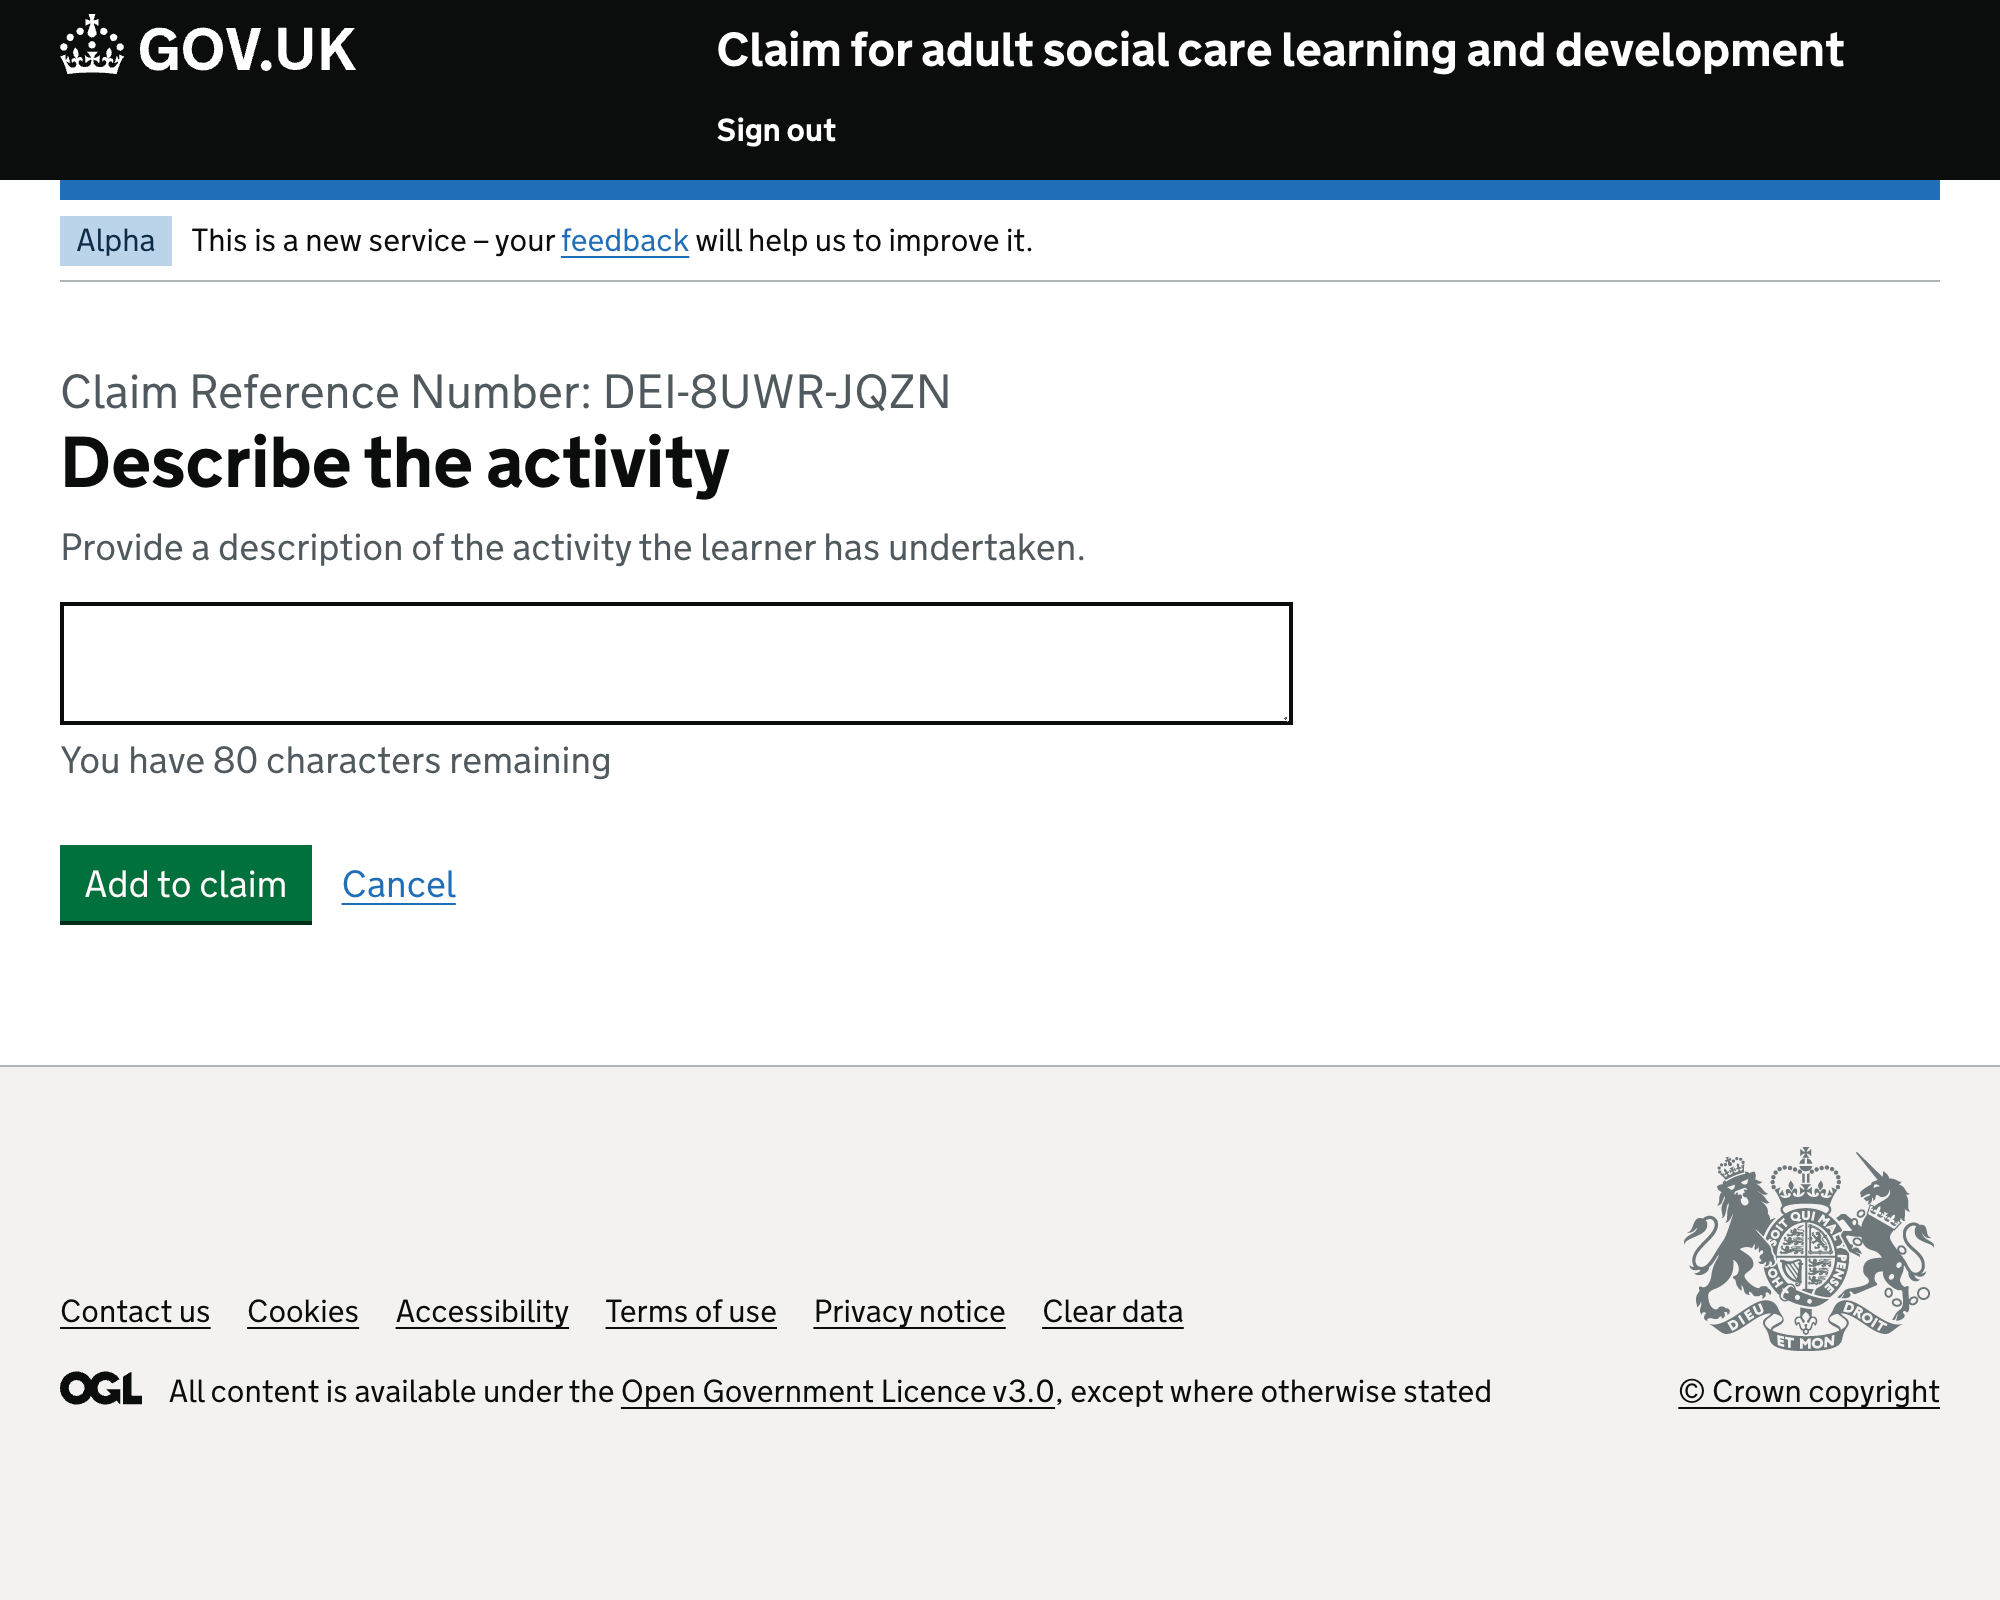 GOV.UK
Claim for adult social care learning and development
Sign out
Alpha This is a new service – your feedback will help us to improve it.
Claim Reference Number: DEI-8UWR-JQZN
Describe the activity
Provide a description of the activity the learner has undertaken.
You have 80 characters remaining
Add to claim Cancel
SOIT QUI MAL Y PENSE
HO
DIEU ET MON DROIT
Contact us Cookies Accessibility Terms of use Privacy notice Clear data
OGL All content is available under the Open Government Licence v3.0, except where otherwise stated
© Crown copyright